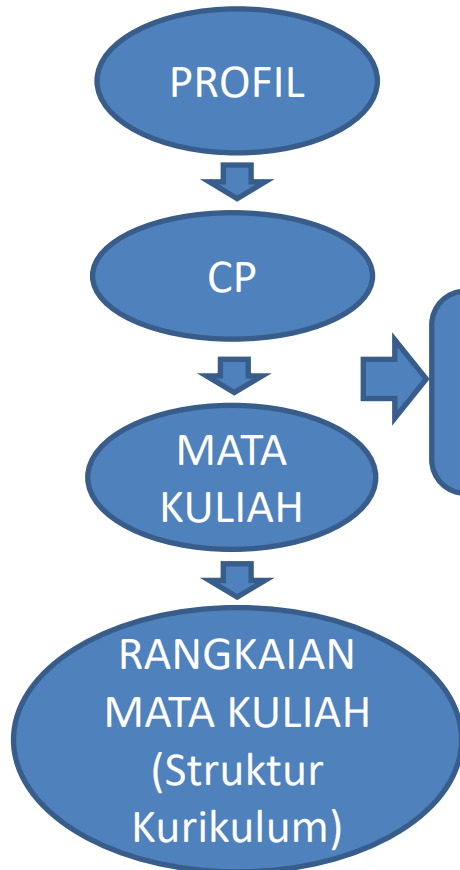 PROFIL
CP
MATA
KULIAH
RANGKAIAN
MATA KULIAH
(Struktur
Kurikulum)